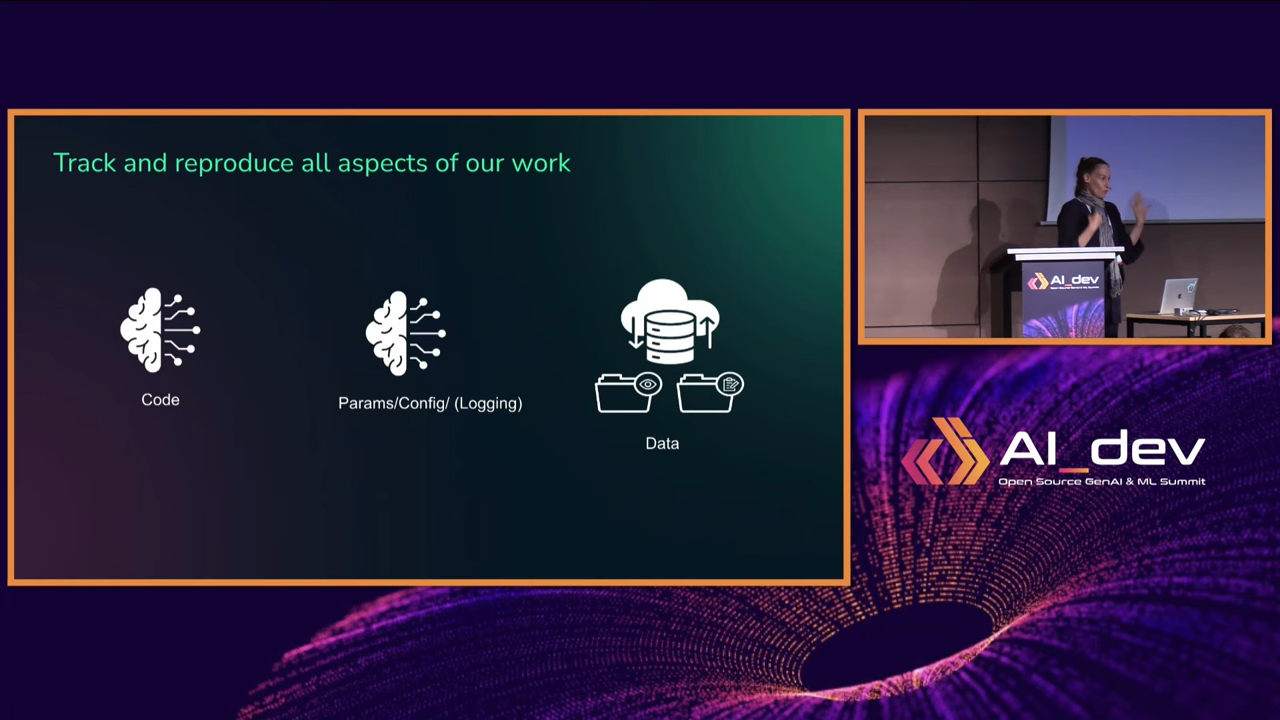 Track and reproduce all aspects of our work
Code
Params/Config/ (Logging)
Data
AI_dev
AI_dev
Open Source GenAI & ML Summit